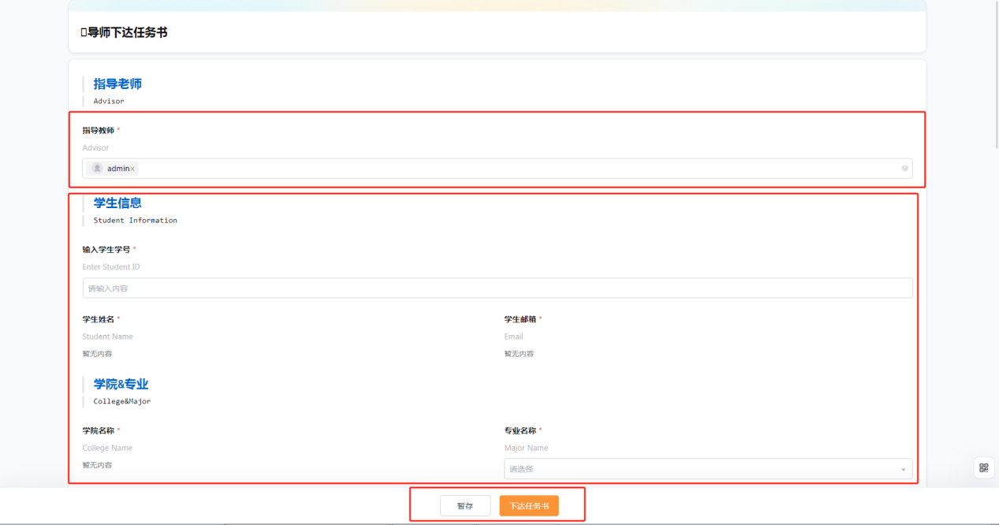 导师下达任务书
指导老师
Advisor
指导教师 *
Advisor
admin×
学生信息
Student Information
输入学生学号 *
Enter Student ID
请输入内容
学生姓名 *
学生邮箱 *
Student Name
Email
暂无内容
暂无内容
学院&专业
College&Major
学院名称 *
专业名称 *
College Name
Major Name
暂无内容
请选择
暂存
下达任务书